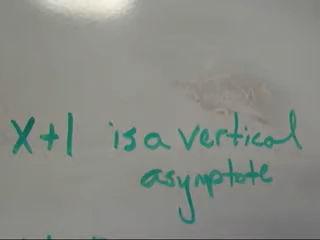 x+1 is a vertical
asymptote